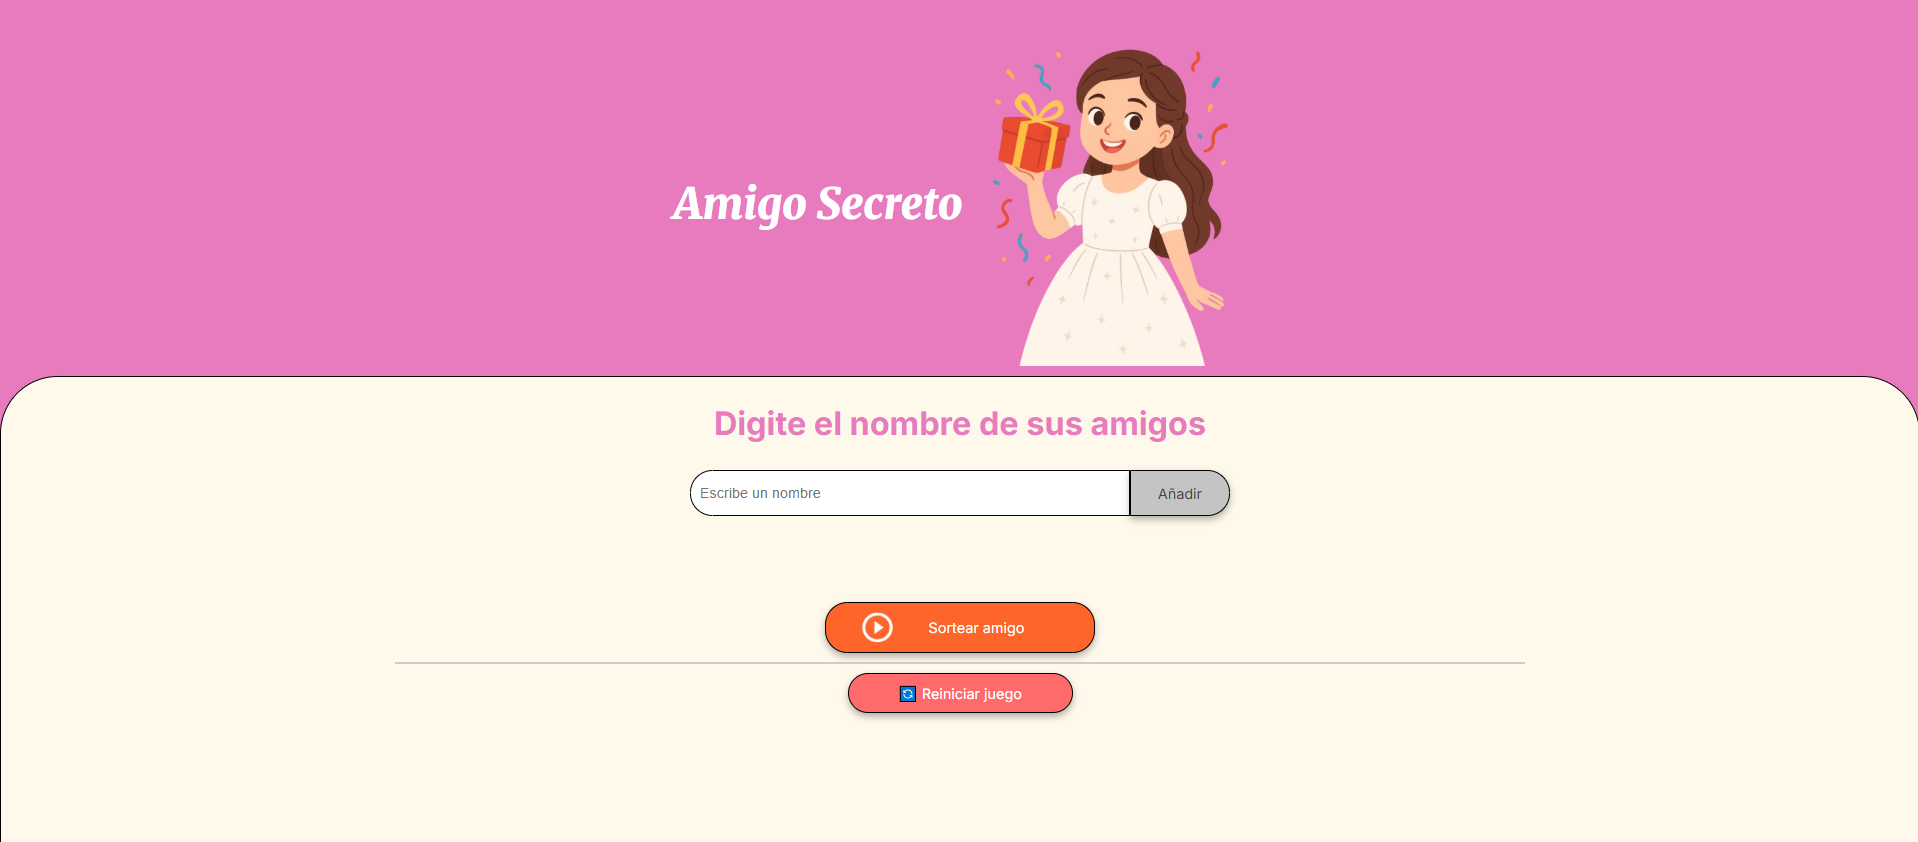 Amigo Secreto
Digite el nombre de sus amigos
Escribe un nombre
Añadir
Sortear amigo
Reiniciar juego